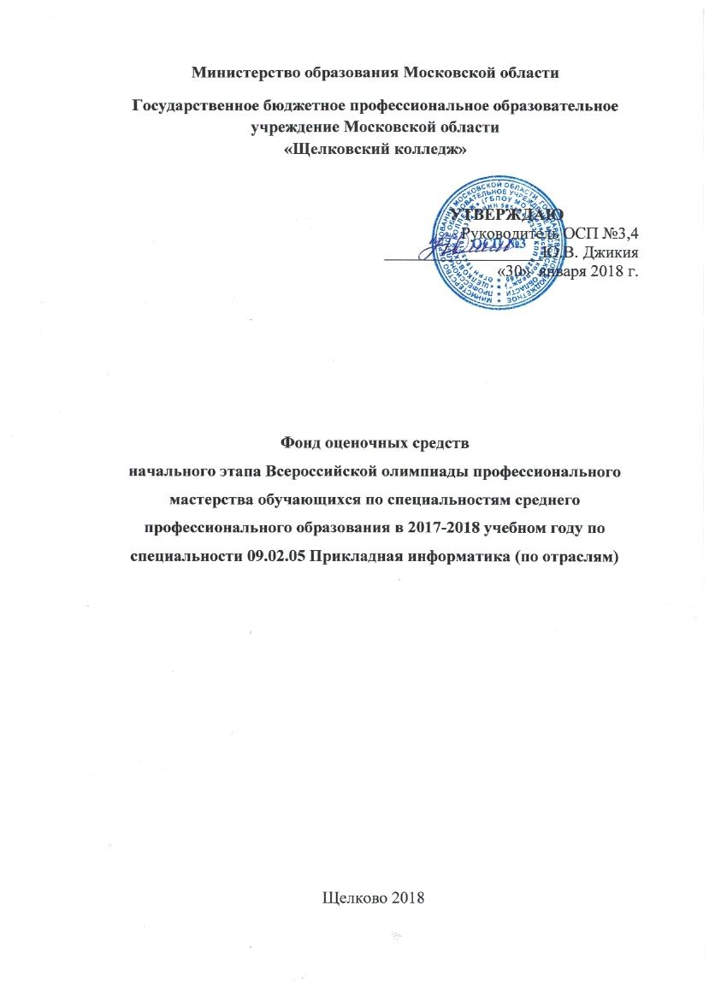 Министерство образования Московской области
Государственное бюджетное профессиональное образовательное
учреждение Московской области
«Щелковский колледж»
УТВЕРЖДАЮ
Руководитель ОСП №3,4
Ю.В. Джикия
«30» января 2018 г.
ОСП №3
Фонд оценочных средств
начального этапа Всероссийской олимпиады профессионального
мастерства обучающихся по специальностям среднего
профессионального образования в 2017-2018 учебном году по
специальности 09.02.05 Прикладная информатика (по отраслям)
Щелково 2018